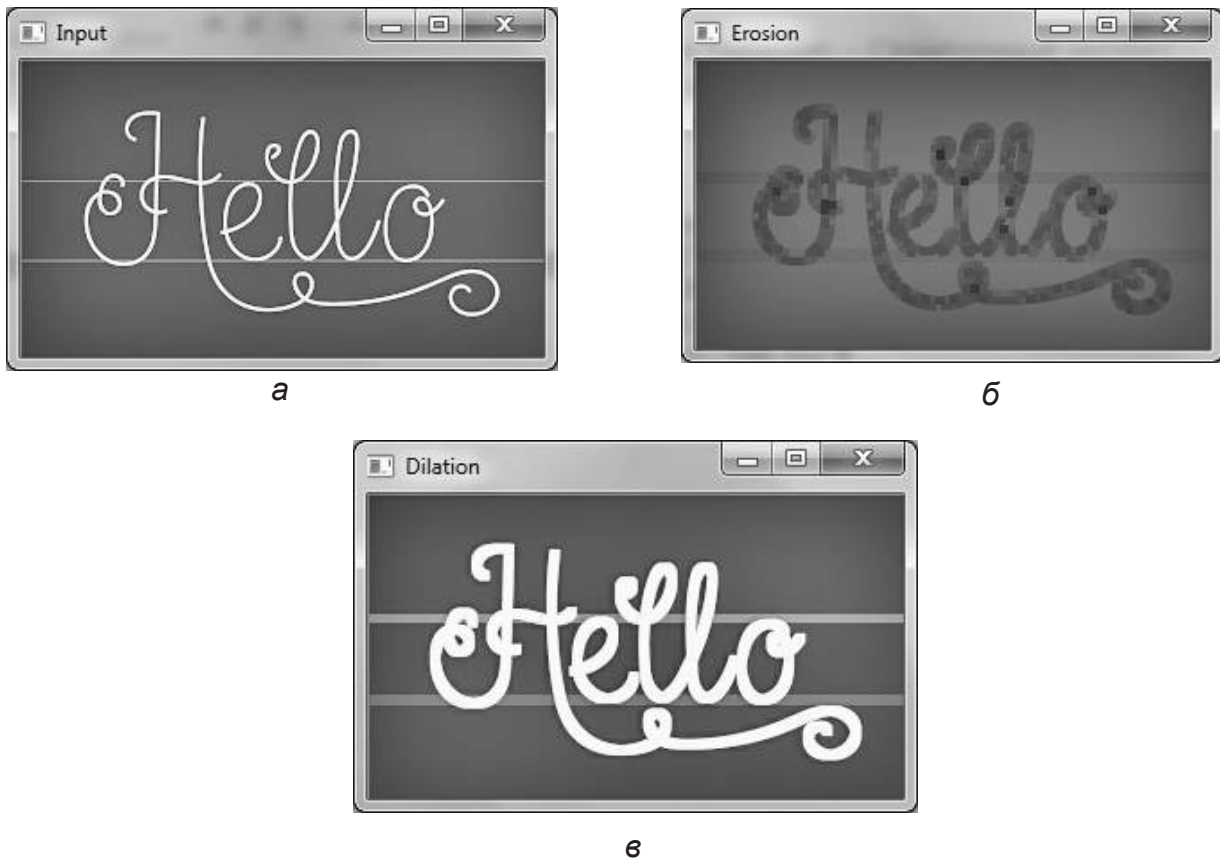 Input
Hello
а
Erosion
Hello
б
Dilation
Hello
в